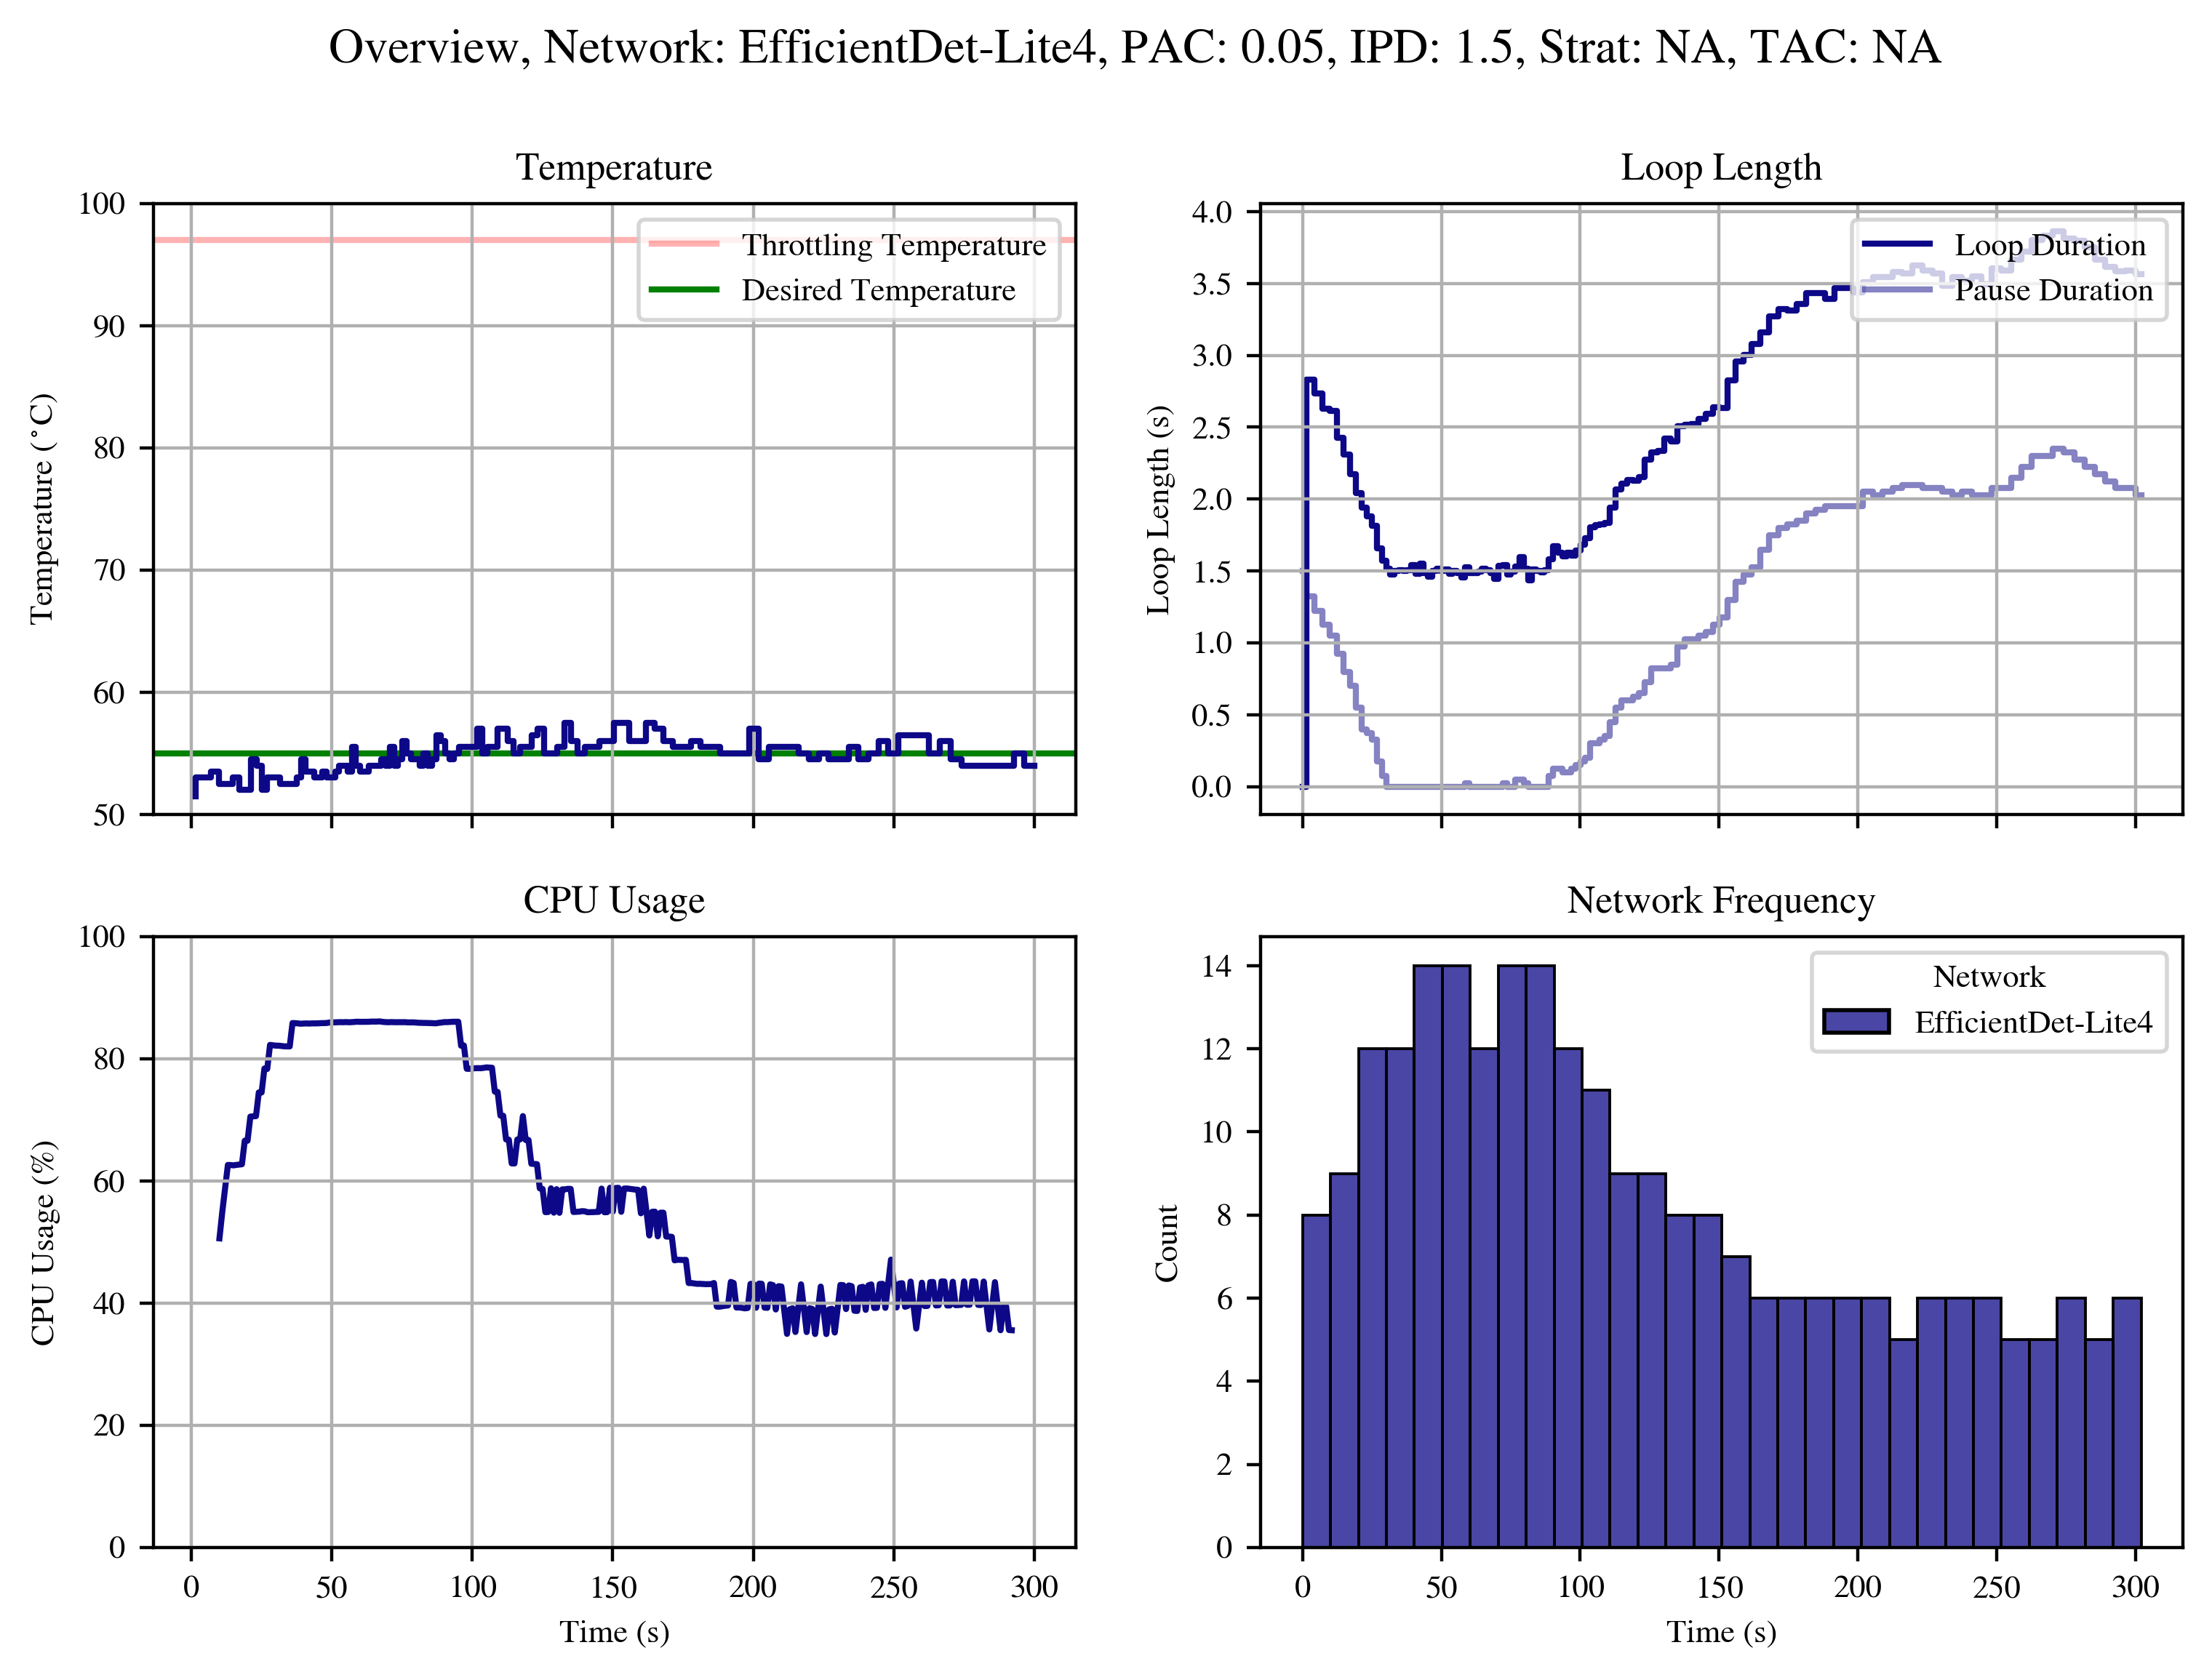 Overview, Network: EfficientDet-Lite4, PAC: 0.05, IPD: 1.5, Strat: NA, TAC: NA
Temperature
100
90
80
70
60
50
Temperature (°C)
Throttling Temperature
Desired Temperature
Loop Length
4.0
3.5
3.0
2.5
2.0
1.5
1.0
0.5
0.0
Loop Length (s)
Loop Duration
Pause Duration
CPU Usage
100
80
60
40
20
0
CPU Usage (%)
0 50 100 150 200 250 300
Time (s)
Network Frequency
14
12
10
8
6
4
2
0
Count
Network
EfficientDet-Lite4
0 50 100 150 200 250 300
Time (s)